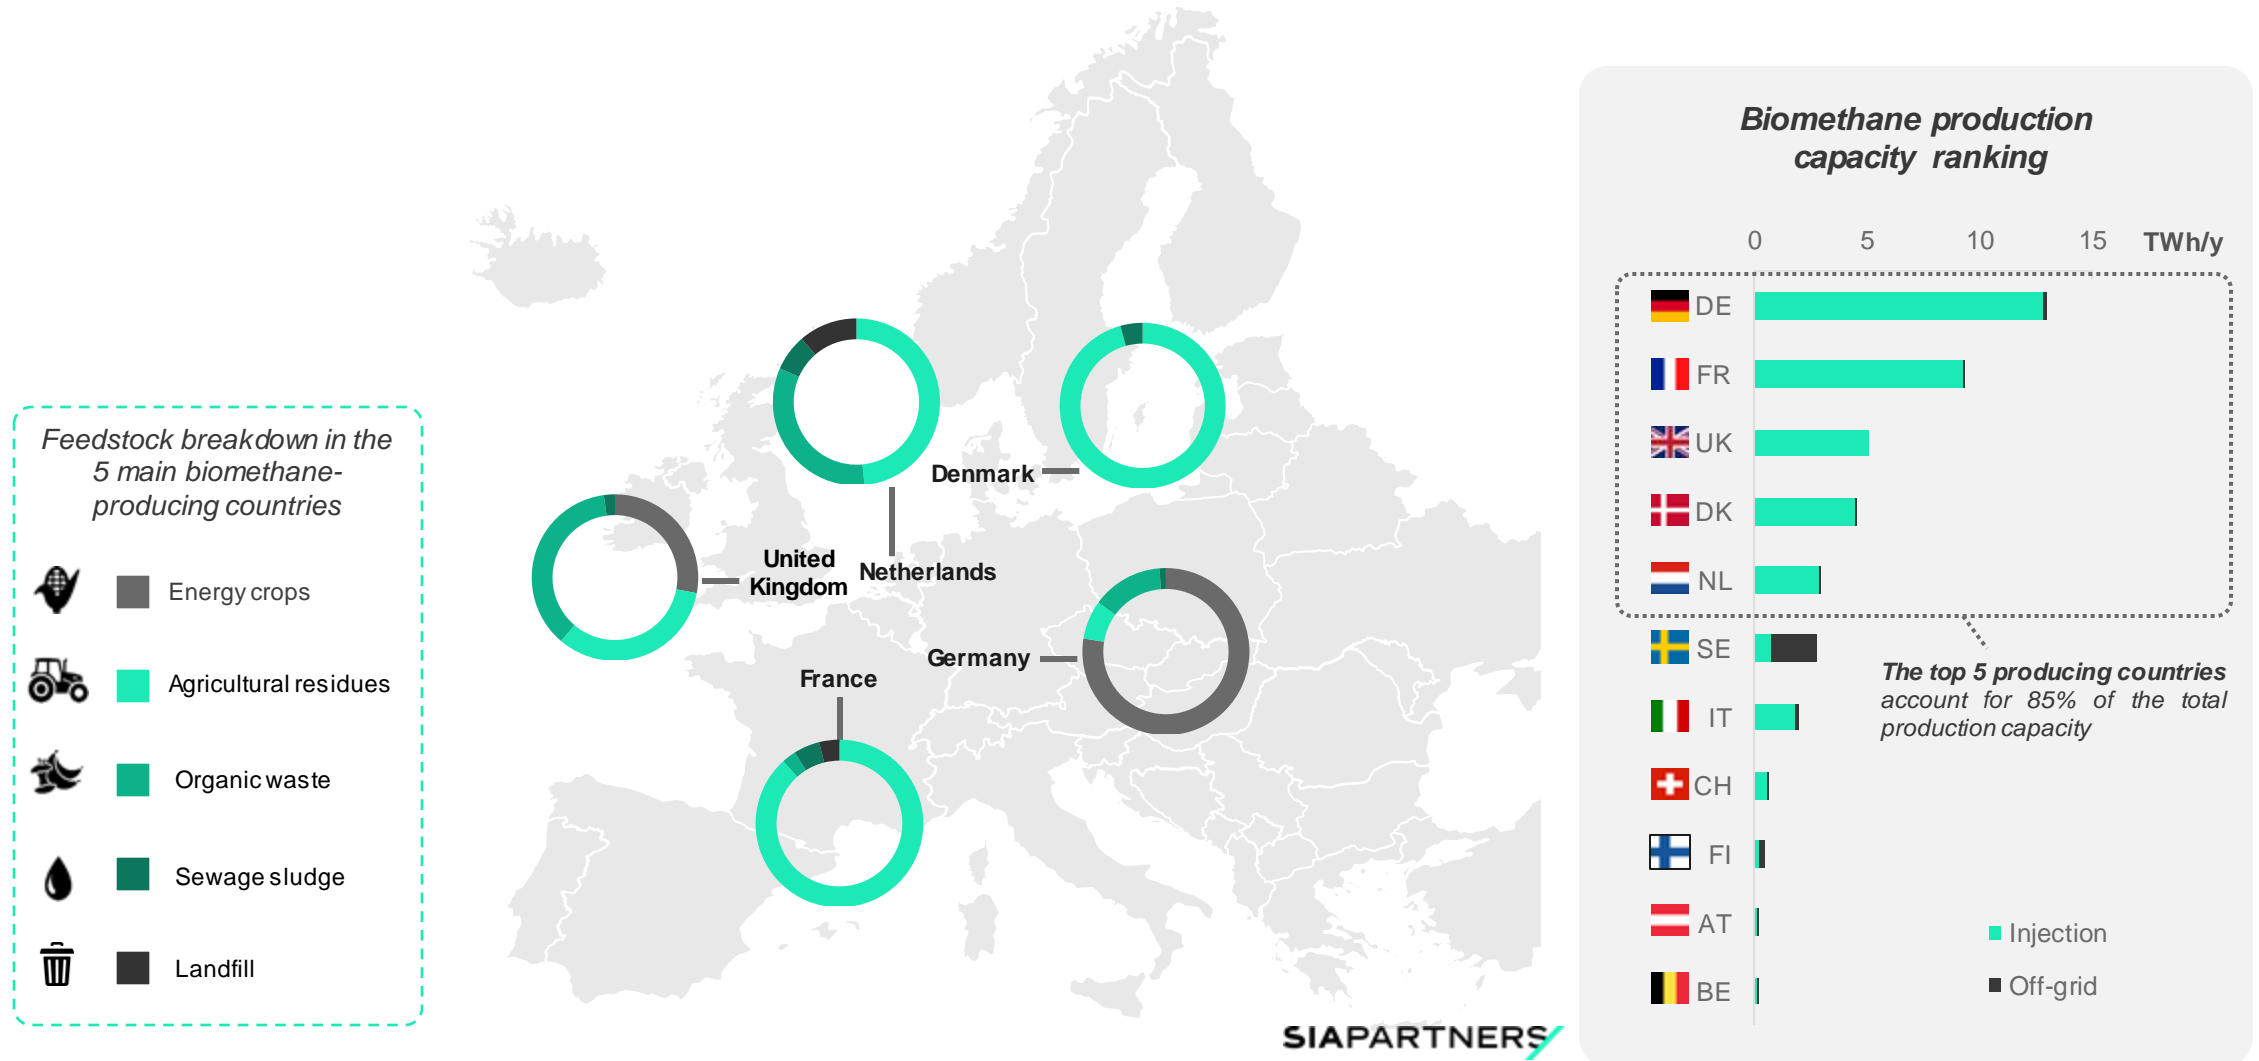 Feedstock breakdown in the
5 main biomethane-
producing countries
Energy crops
Agricultural residues
Organic waste
Sewage sludge
Landfill
Denmark
United
Kingdom
Netherlands
Germany
France
SIAPARTNERS
Biomethane production
capacity ranking
0 5 10 15 TWh/y
DE
FR
UK
DK
NL
SE
IT
CH
FI
AT
BE
The top 5 producing countries
account for 85% of the total
production capacity
Injection
Off-grid